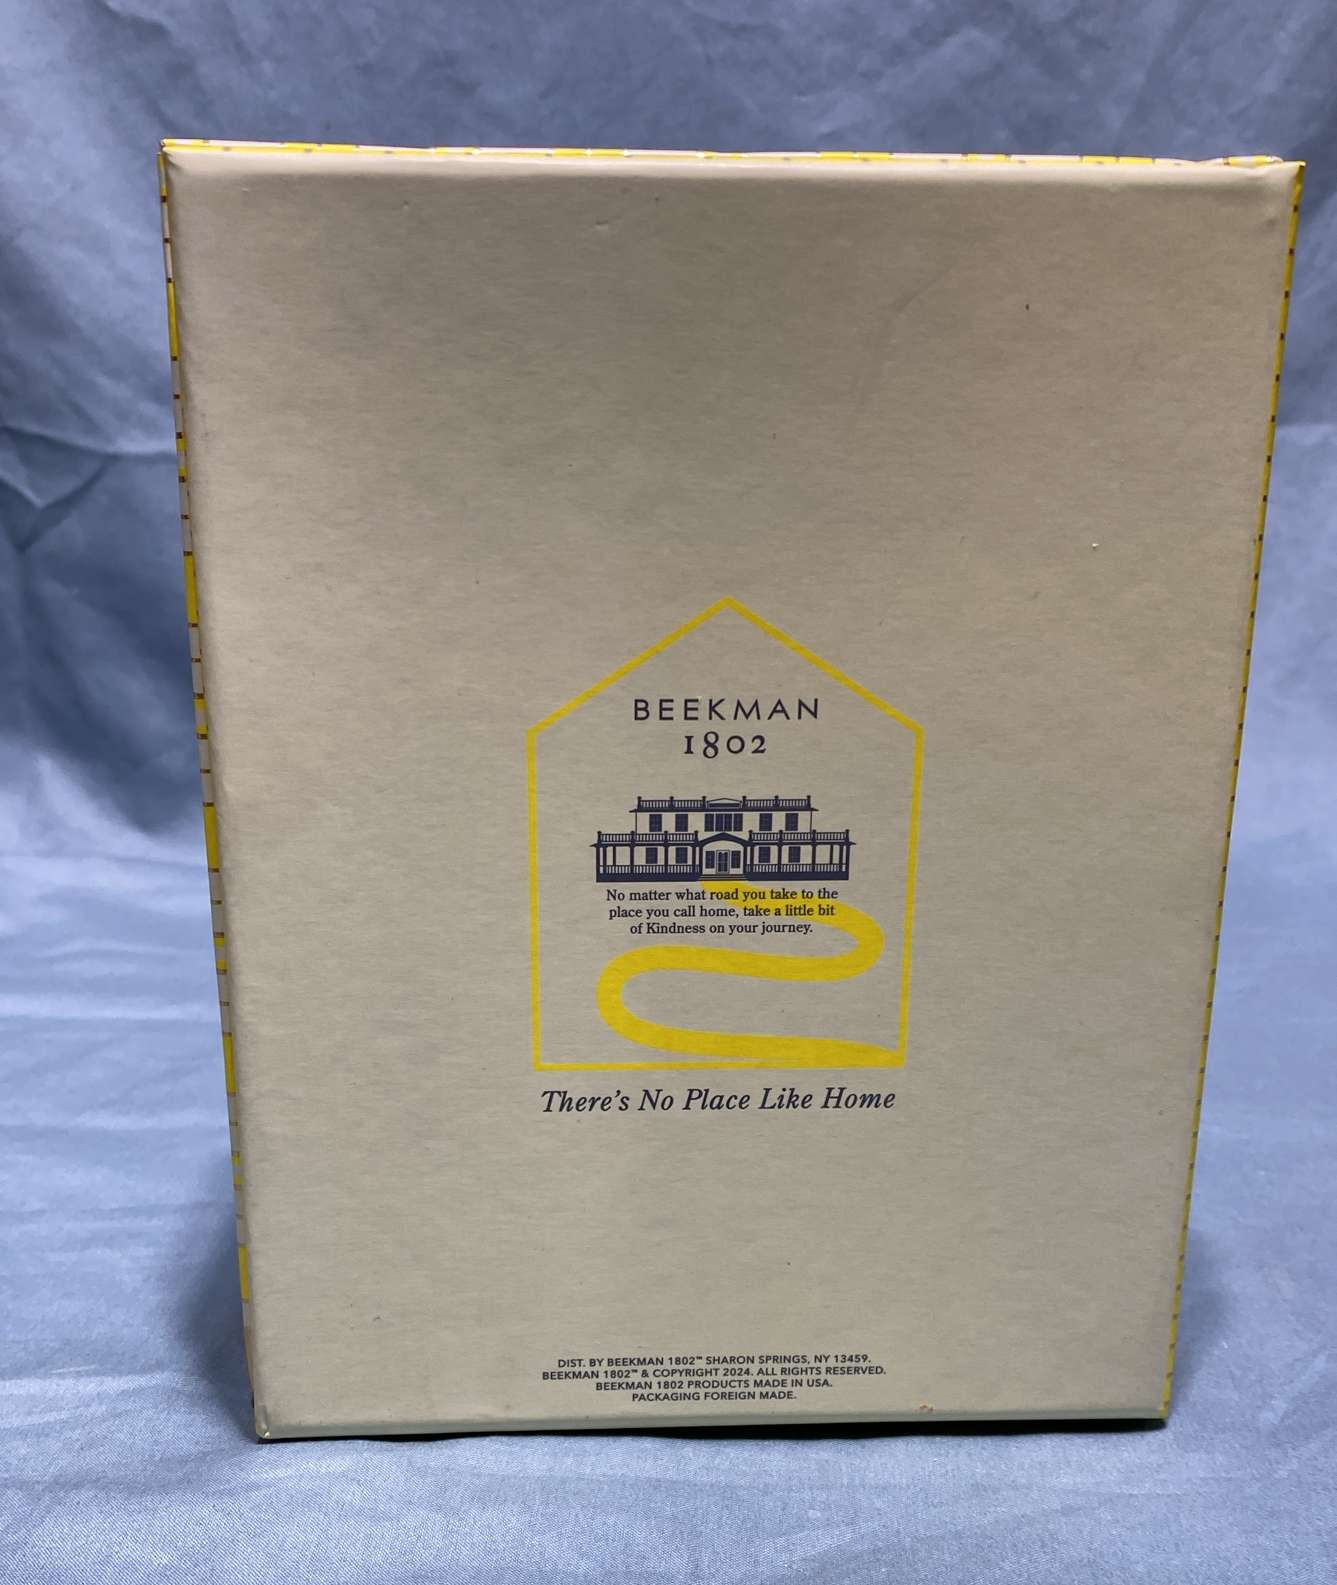 BEEKMAN
1802
No matter what road you take to the
place you call home, take a little bit
of Kindness on your journey.
There's No Place Like Home
DIST. BY BEEKMAN 1802™ SHARON SPRINGS, NY 13459.
BEEKMAN 1802™ & COPYRIGHT 2024. ALL RIGHTS RESERVED.
BEEKMAN 1802 PRODUCTS MADE IN USA.
PACKAGING FOREIGN MADE.